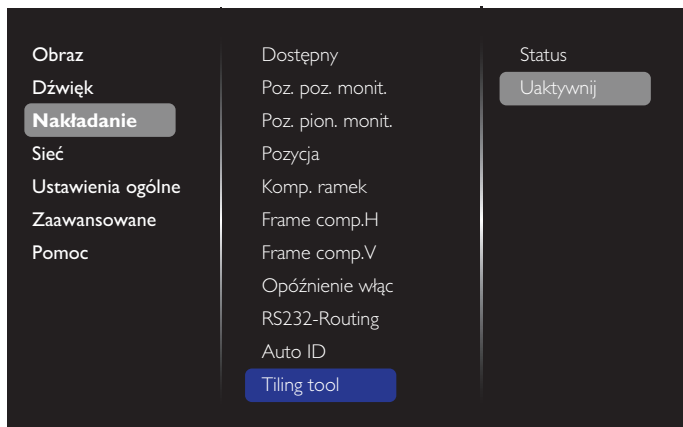 Obraz
Dźwięk
Nakładanie
Sieć
Ustawienia ogólne
Zaawansowane
Pomoc
Dostępny
Poz. poz. monit.
Poz. pion. monit.
Pozycja
Komp. ramek
Frame comp.H
Frame comp.V
Opóźnienie włąc
RS232-Routing
Auto ID
Tiling tool
Status
Uaktywnij